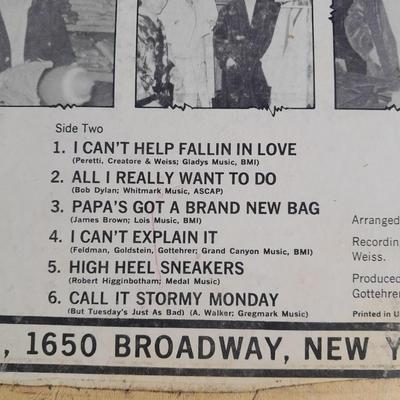 Side Two
1. I CAN'T HELP FALLIN IN LOVE
(Peretti, Creatore & Weiss; Gladys Music, BMI)
2. ALL I REALLY WANT TO DO
(Bob Dylan; Whitmark Music, ASCAP)
3. PAPA'S GOT A BRAND NEW BAG
(James Brown; Lois Music, BMI)
4. I CAN'T EXPLAIN IT
(Feldman, Goldstein, Gottehrer; Grand Canyon Music, BMI)
5. HIGH HEEL SNEAKERS
(Robert Higginbotham; Medal Music)
6. CALL IT STORMY MONDAY
(But Tuesday's Just As Bad) (A. Walker; Gregmark Music)
Arranged
Recordin
Weiss.
Produced
Gottehrer
Printed in U
, 1650 BROADWAY, NEW Y